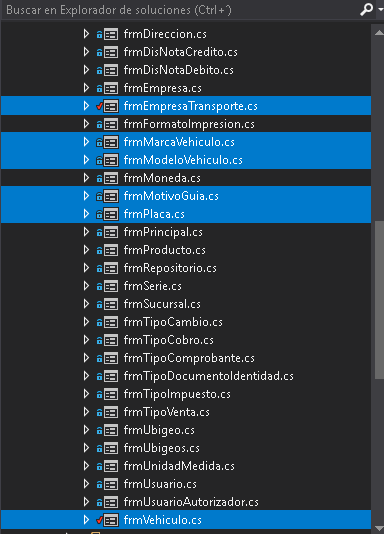 Buscar en Explorador de soluciones (Ctrl+´)
frmDireccion.cs
frmDisNotaCredito.cs
frmDisNotaDebito.cs
frmEmpresa.cs
frmEmpresaTransporte.cs
frmFormatoImpresion.cs
frmMarcaVehiculo.cs
frmModeloVehiculo.cs
frmMoneda.cs
frmMotivoGuia.cs
frmPlaca.cs
frmPrincipal.cs
frmProducto.cs
frmRepositorio.cs
frmSerie.cs
frmSucursal.cs
frmTipoCambio.cs
frmTipoCobro.cs
frmTipoComprobante.cs
frmTipoDocumentoIdentidad.cs
frmTipoImpuesto.cs
frmTipoVenta.cs
frmUbigeo.cs
frmUbigeos.cs
frmUnidadMedida.cs
frmUsuario.cs
frmUsuarioAutorizador.cs
frmVehiculo.cs